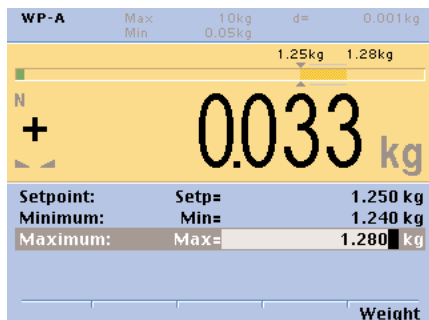 WP-A Max 10kg d= 0.001kg
Min 0.05kg
1.25kg 1.28kg
N
+ 0.033 kg
Setpoint: Setp= 1.250 kg
Minimum: Min= 1.240 kg
Maximum: Max= 1.280 kg
Weight